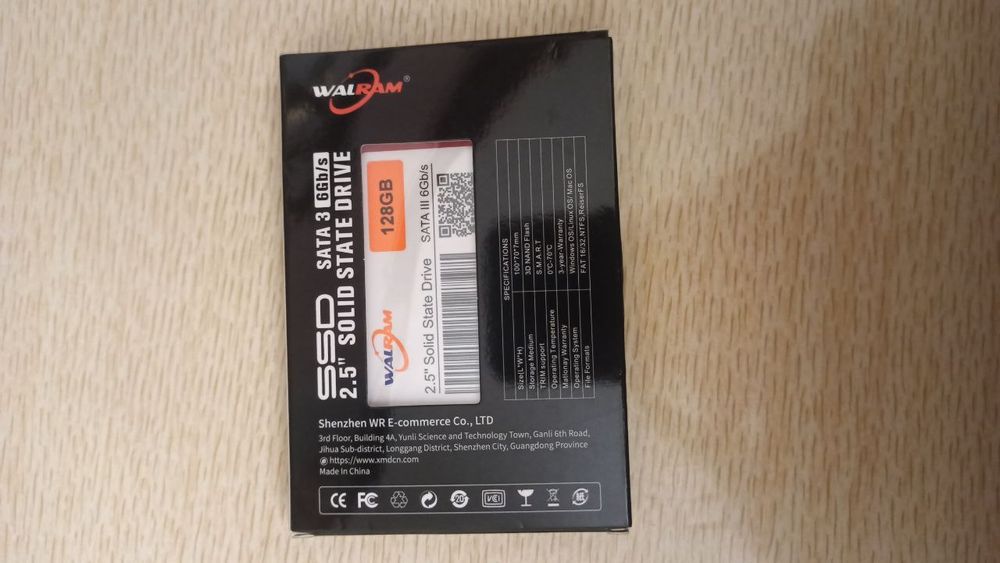 WALRAM®
SSD SATA 3 6Gb/s
2.5" SOLID STATE DRIVE
WALRAM
128GB
2.5" Solid State Drive SATA III 6Gb/s
SPECIFICATIONS
Size(L*W*H) 100*70*7mm
Storage Medium 3D NAND Flash
TRIM support S.M.A.R.T
Operating Temperature 0°C-70°C
Mationay Warranty 3-year-Warranty
Operating System Windows OS/Linux OS/ Mac OS
File Formats FAT 16/32,NTFS,ReiserFS
Shenzhen WR E-commerce Co., LTD
3rd Floor, Building 4A, Yunli Science and Technology Town, Ganli 6th Road,
Jihua Sub-district, Longgang District, Shenzhen City, Guangdong Province
https://www.xmdcn.com
Made In China
CE FC 20 VCCI